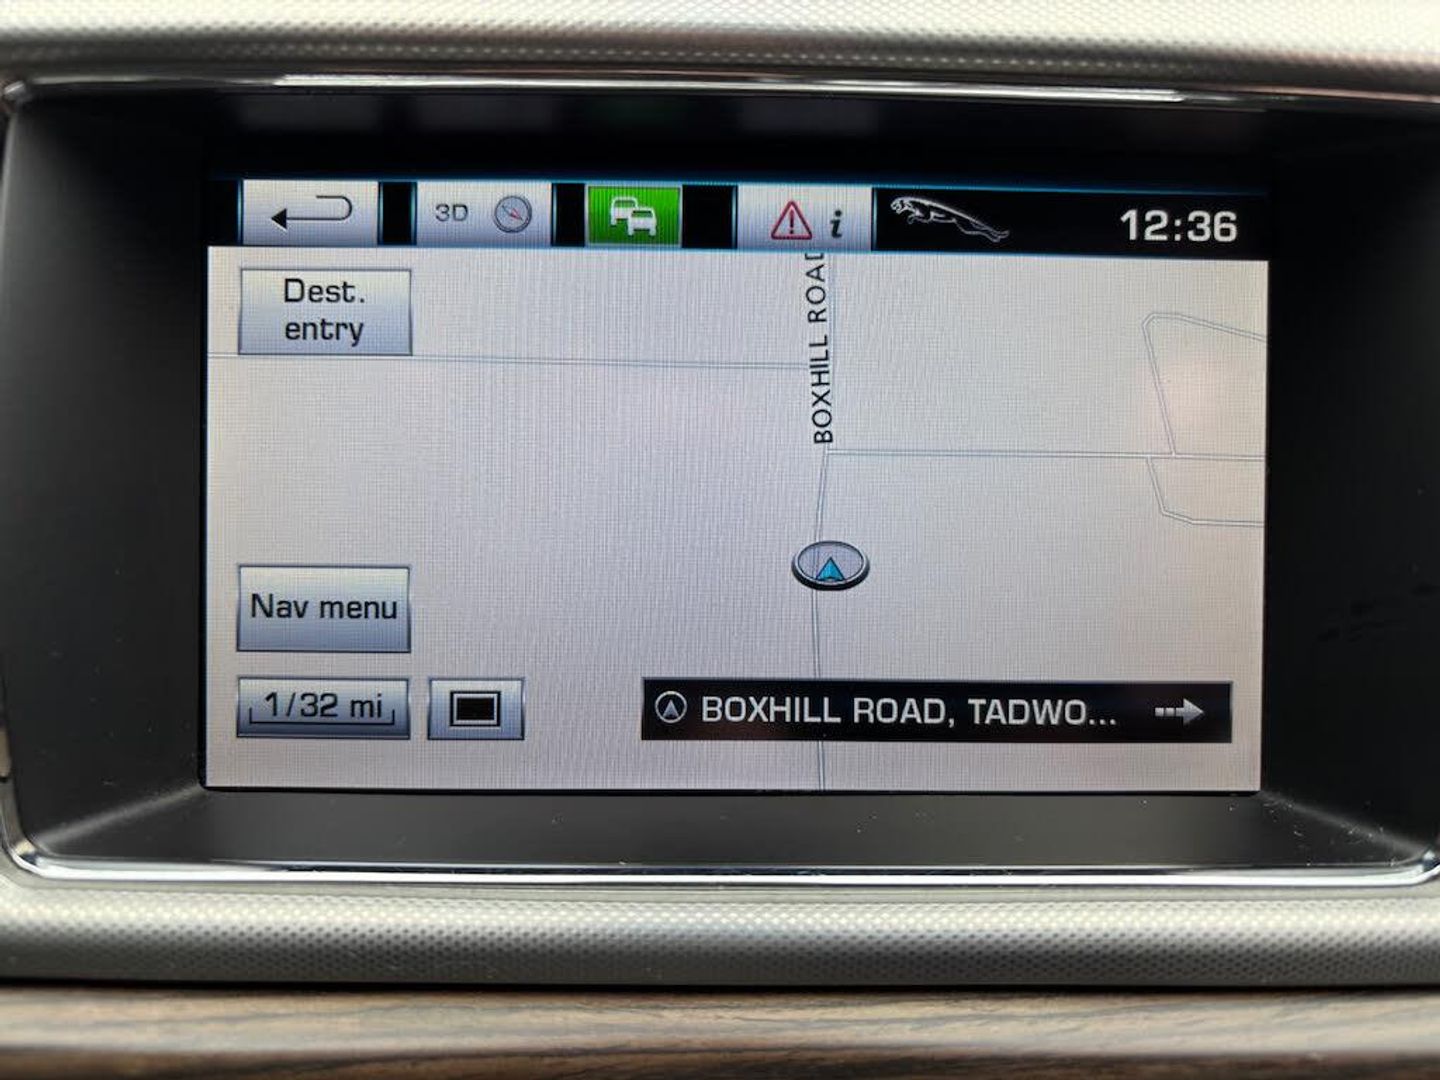 3D
i
12:36
Dest.
entry
BOXHILL ROAD
Nav menu
1/32 mi
BOXHILL ROAD, TADWO...